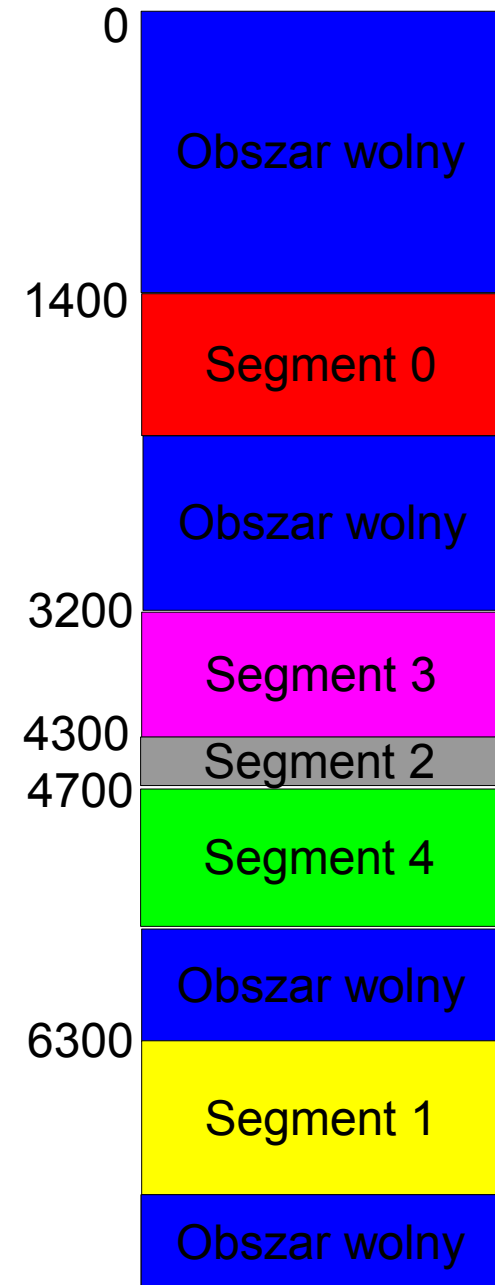 0
Obszar wolny
1400
Segment 0
Obszar wolny
3200
Segment 3
4300
Segment 2
4700
Segment 4
Obszar wolny
6300
Segment 1
Obszar wolny